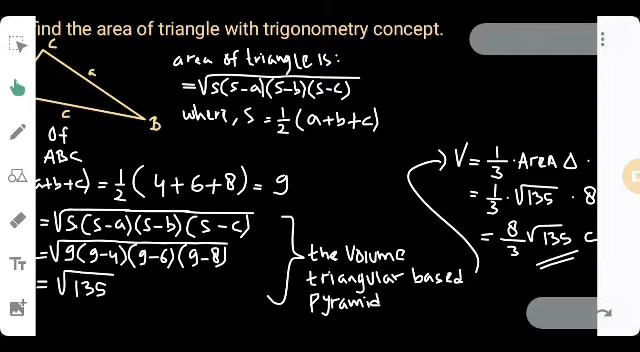 find the area of triangle with trigonometry concept.
C
a
c
B
area of triangle is:
= √S(S-a)(S-b)(S-c)
where, S = 1/2 (a+b+c)
Of
ABC
a+b+c) = 1/2 (4+6+8) = 9
= √S(S-a)(S-b)(S-c)
= √9(9-4)(9-6)(9-8)
= √135
the Volume
triangular based
Pyramid
V = 1/3 · Area Δ ·
= 1/3 · √135 · 8
= 8/3 √135 c
Tт